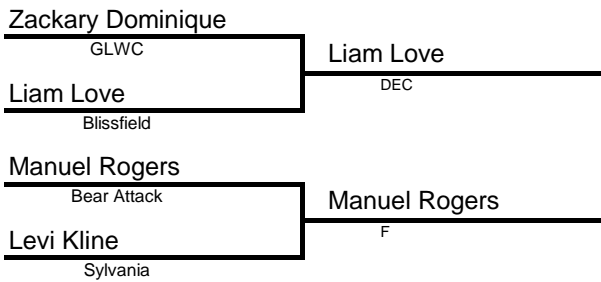 Zackary Dominique
GLWC
Liam Love
DEC
Liam Love
Blissfield
Manuel Rogers
Bear Attack
Manuel Rogers
F
Levi Kline
Sylvania